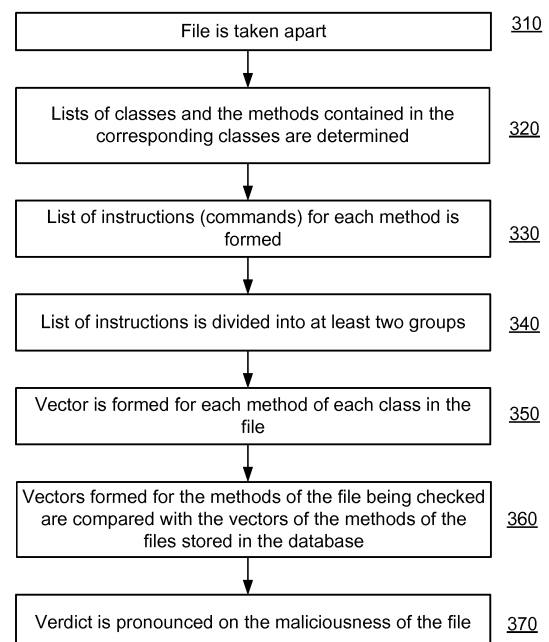 File is taken apart
310
Lists of classes and the methods contained in the
corresponding classes are determined
320
List of instructions (commands) for each method is
formed
330
List of instructions is divided into at least two groups
340
Vector is formed for each method of each class in the
file
350
Vectors formed for the methods of the file being checked
are compared with the vectors of the methods of the
files stored in the database
360
Verdict is pronounced on the maliciousness of the file
370